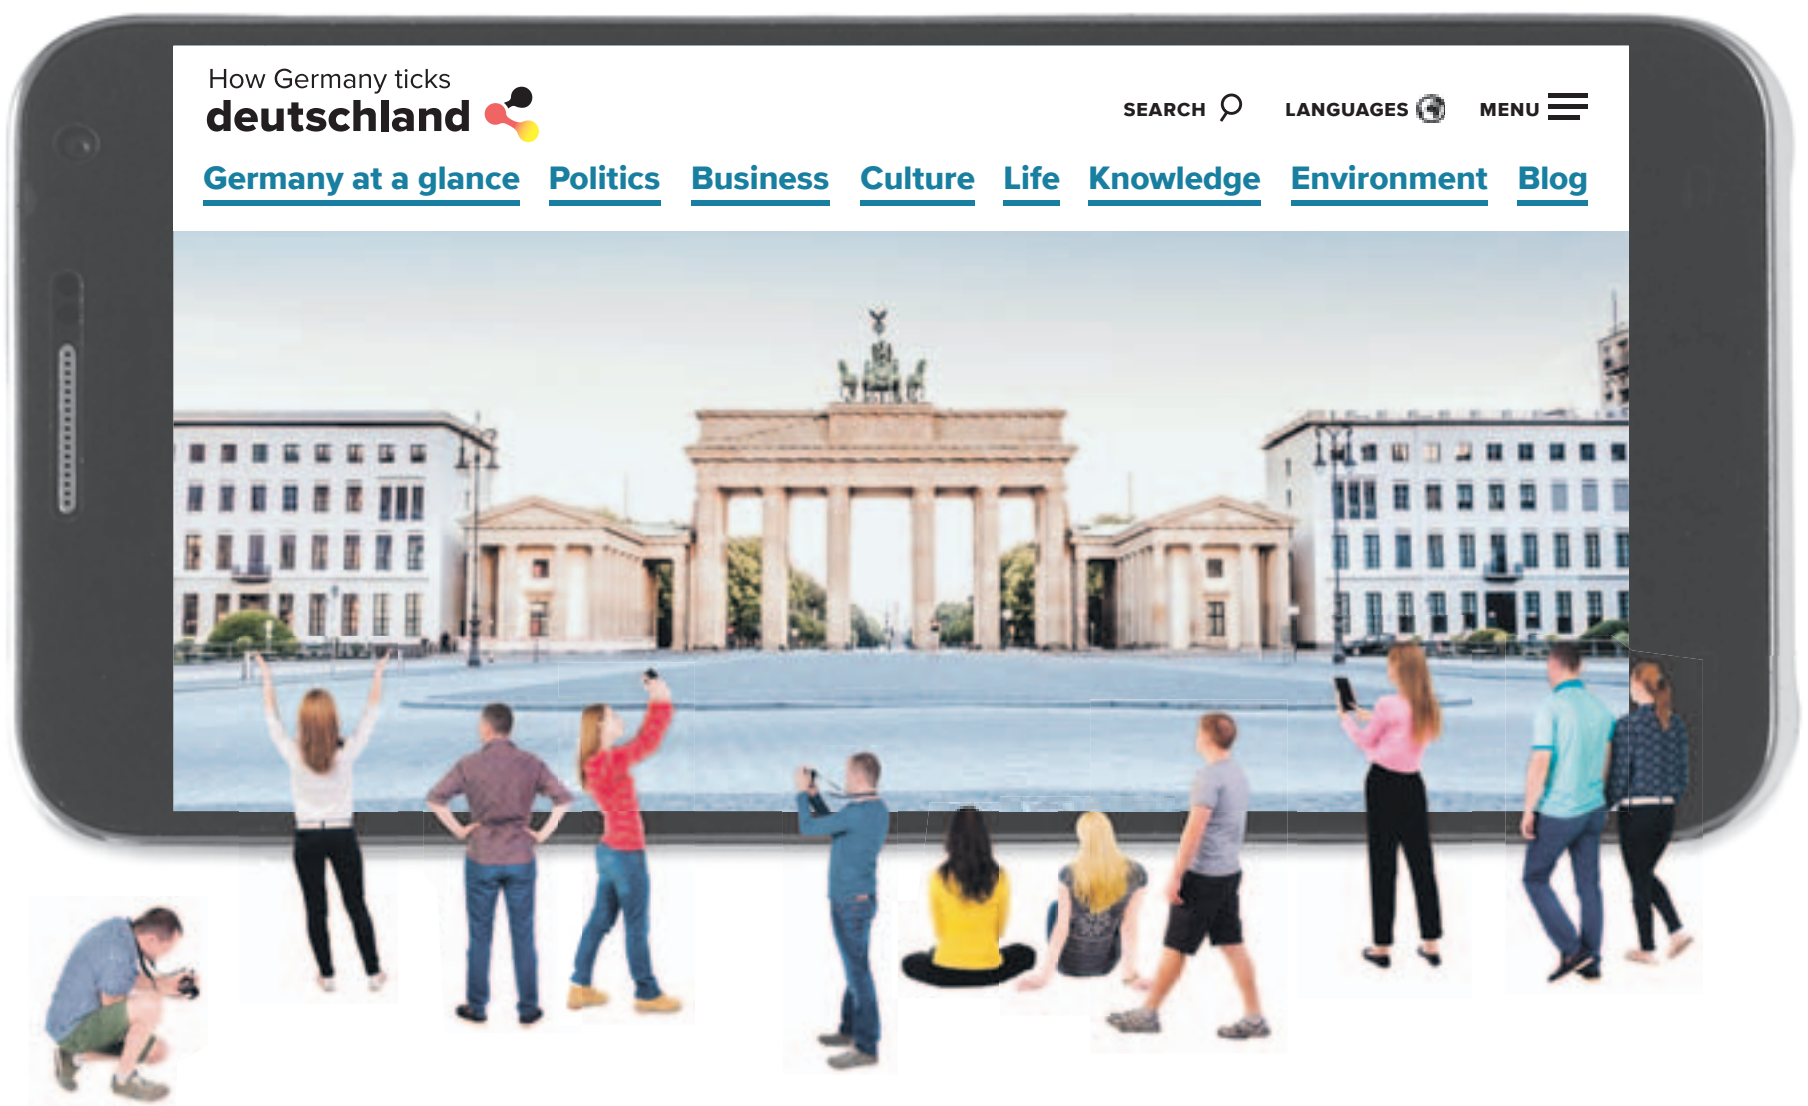 How Germany ticks
deutschland
SEARCH LANGUAGES MENU
Germany at a glance Politics Business Culture Life Knowledge Environment Blog